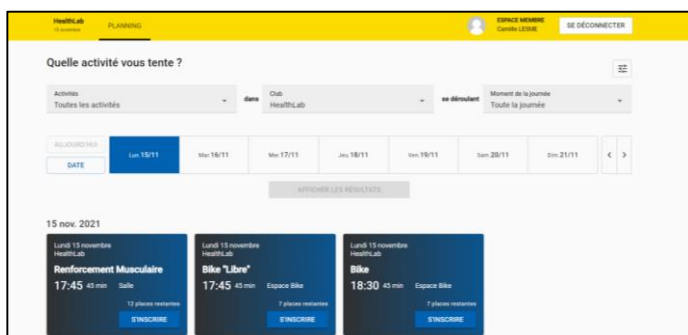 HealthLab
15 novembre
PLANNING
ESPACE MEMBRE
Camille LESME
SE DÉCONNECTER
Quelle activité vous tente ?
Activités
Toutes les activités
dans
Club
HealthLab
se déroulant
Moment de la journée
Toute la journée
AUJOURD'HUI
DATE
Lun. 15/11
Mar. 16/11
Mer. 17/11
Jeu. 18/11
Ven. 19/11
Sam. 20/11
Dim. 21/11
AFFICHER LES RÉSULTATS
15 nov. 2021
Lundi 15 novembre
HealthLab
Renforcement Musculaire
17:45 45 min Salle
12 places restantes
S'INSCRIRE
Lundi 15 novembre
HealthLab
Bike "Libre"
17:45 45 min Espace Bike
7 places restantes
S'INSCRIRE
Lundi 15 novembre
HealthLab
Bike
18:30 45 min Espace Bike
7 places restantes
S'INSCRIRE